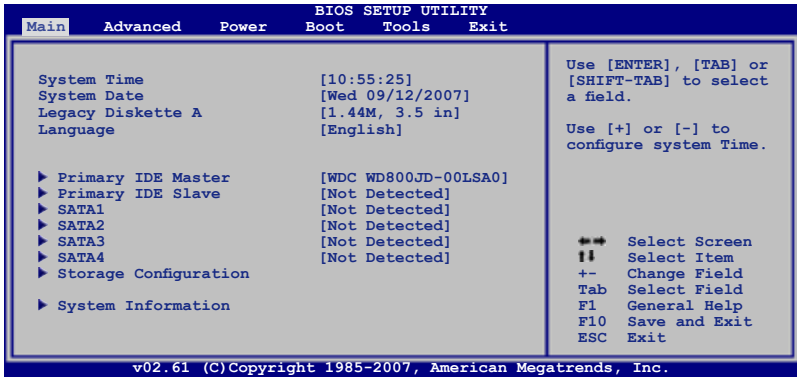 BIOS SETUP UTILITY
Main Advanced Power Boot Tools Exit
System Time [10:55:25]
System Date [Wed 09/12/2007]
Legacy Diskette A [1.44M, 3.5 in]
Language [English]
Primary IDE Master [WDC WD800JD-00LSA0]
Primary IDE Slave [Not Detected]
SATA1 [Not Detected]
SATA2 [Not Detected]
SATA3 [Not Detected]
SATA4 [Not Detected]
Storage Configuration
System Information
Use [ENTER], [TAB] or
[SHIFT-TAB] to select
a field.
Use [+] or [-] to
configure system Time.
Select Screen
Select Item
+- Change Field
Tab Select Field
F1 General Help
F10 Save and Exit
ESC Exit
v02.61 (C)Copyright 1985-2007, American Megatrends, Inc.